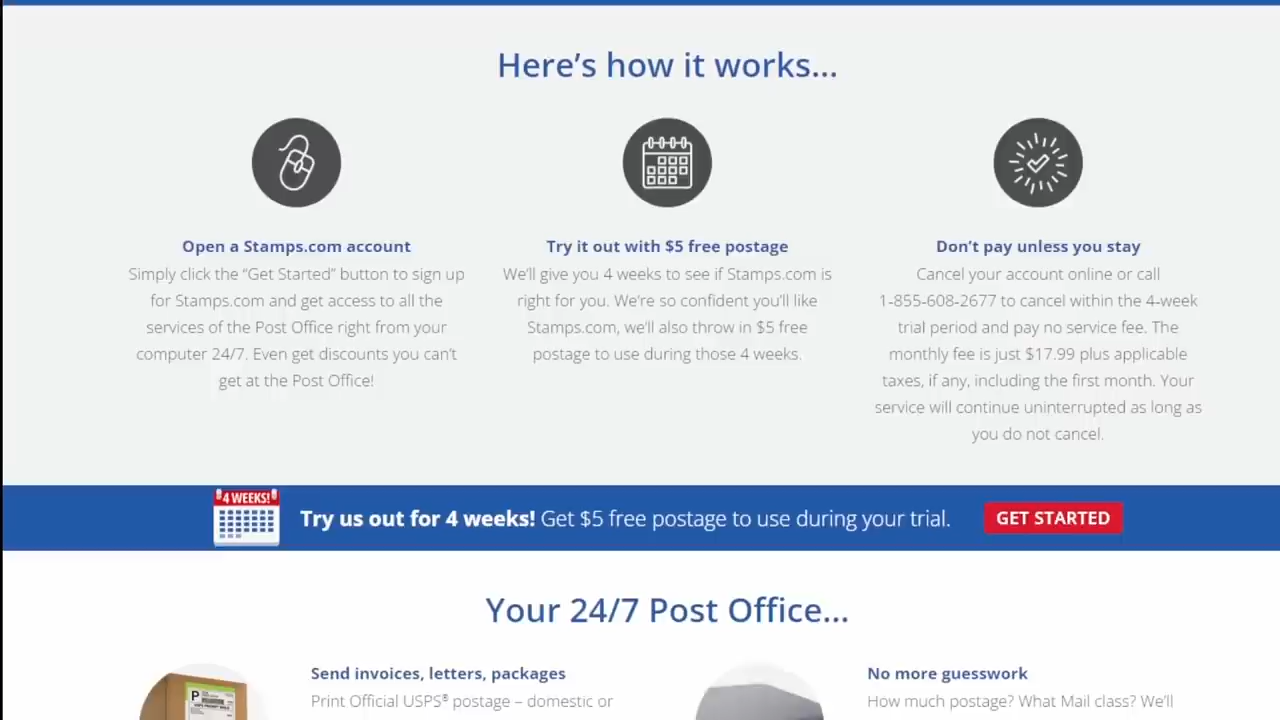 Here’s how it works...
Open a Stamps.com account
Simply click the “Get Started” button to sign up
for Stamps.com and get access to all the
services of the Post Office right from your
computer 24/7. Even get discounts you can’t
get at the Post Office!
Try it out with $5 free postage
We’ll give you 4 weeks to see if Stamps.com is
right for you. We’re so confident you’ll like
Stamps.com, we’ll also throw in $5 free
postage to use during those 4 weeks.
Don’t pay unless you stay
Cancel your account online or call
1-855-608-2677 to cancel within the 4-week
trial period and pay no service fee. The
monthly fee is just $17.99 plus applicable
taxes, if any, including the first month. Your
service will continue uninterrupted as long as
you do not cancel.
4 WEEKS!
Try us out for 4 weeks! Get $5 free postage to use during your trial.
GET STARTED
Your 24/7 Post Office...
P
Send invoices, letters, packages
Print Official USPS® postage – domestic or
No more guesswork
How much postage? What Mail class? We’ll